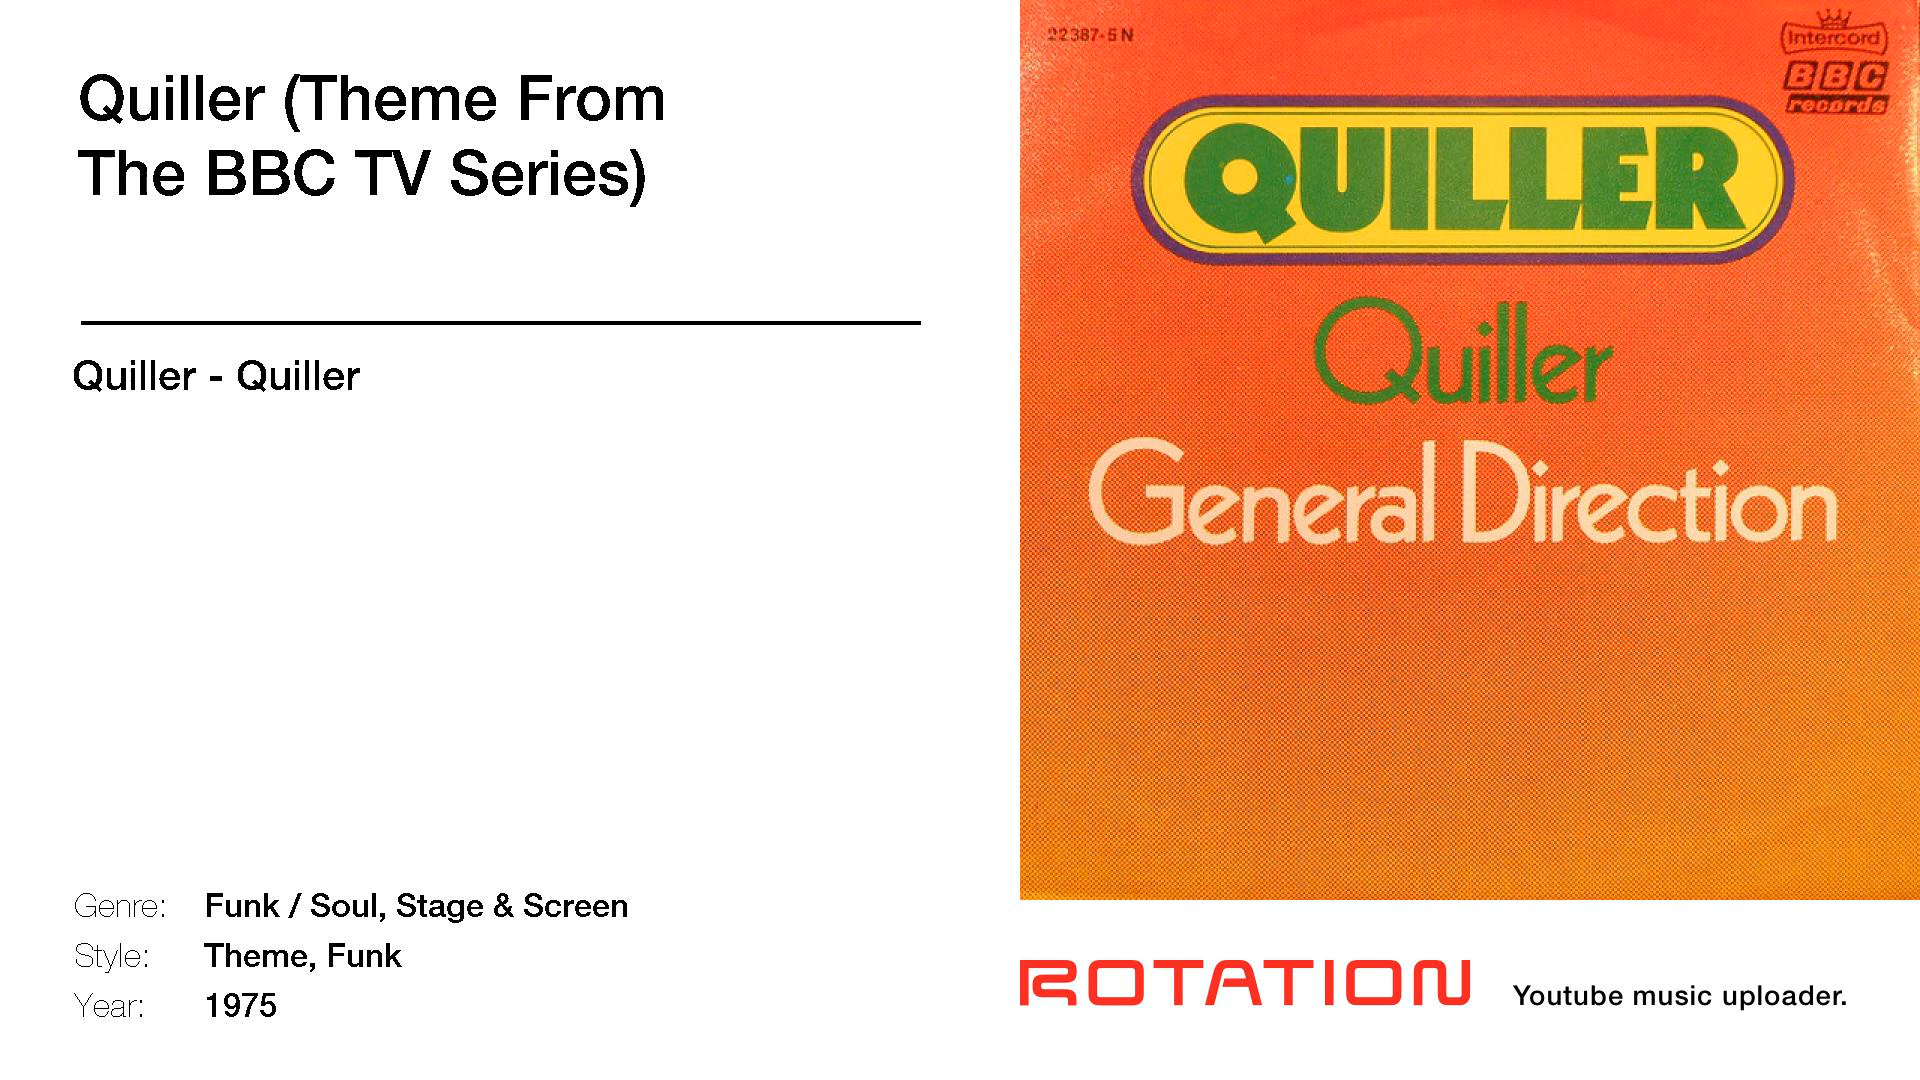 Quiller (Theme From
The BBC TV Series)
Quiller - Quiller
Genre: Funk / Soul, Stage & Screen
Style: Theme, Funk
Year: 1975
22387-5 N
Intercord
BBC
records
QUILLER
Quiller
General Direction
ROTATION
Youtube music uploader.